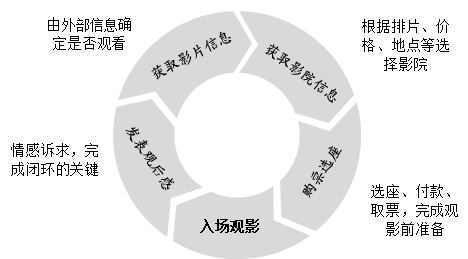 由外部信息确
定是否观看
获取影片信息
获取影院信息
根据排片、价
格、地点等选
择影院
购票选座
选座、付款、
取票，完成观
影前准备
入场观影
发表观后感
情感诉求，完
成闭环的关键